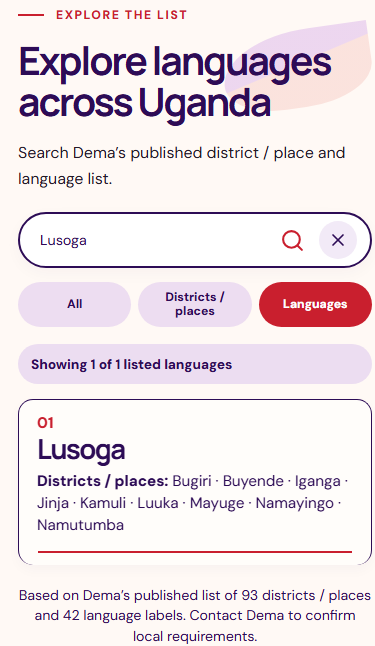 EXPLORE THE LIST
Explore languages
across Uganda
Search Dema’s published district / place and
language list.
Lusoga
All
Districts /
places
Languages
Showing 1 of 1 listed languages
01
Lusoga
Districts / places: Bugiri · Buyende · Iganga ·
Jinja · Kamuli · Luuka · Mayuge · Namayingo ·
Namutumba
Based on Dema’s published list of 93 districts / places
and 42 language labels. Contact Dema to confirm
local requirements.